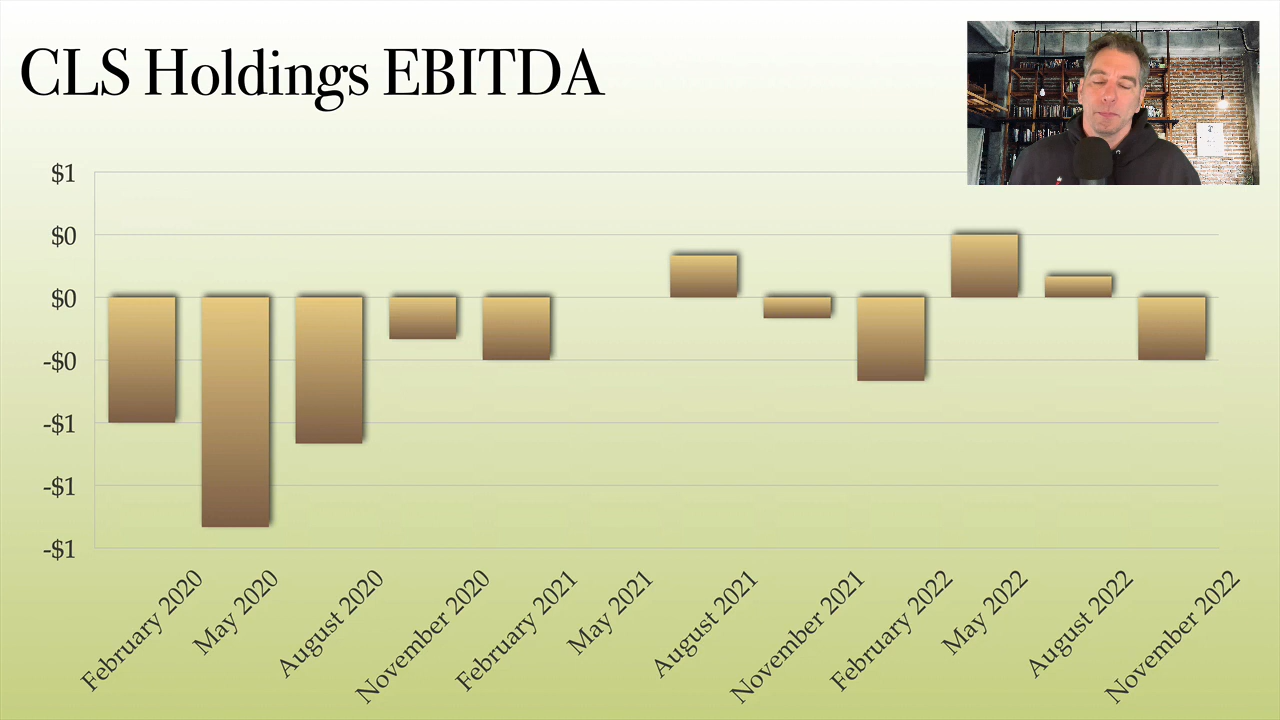 CLS Holdings EBITDA
$1
$0
$0
-$0
-$1
-$1
-$1
February 2020
May 2020
August 2020
November 2020
February 2021
May 2021
August 2021
November 2021
February 2022
May 2022
August 2022
November 2022